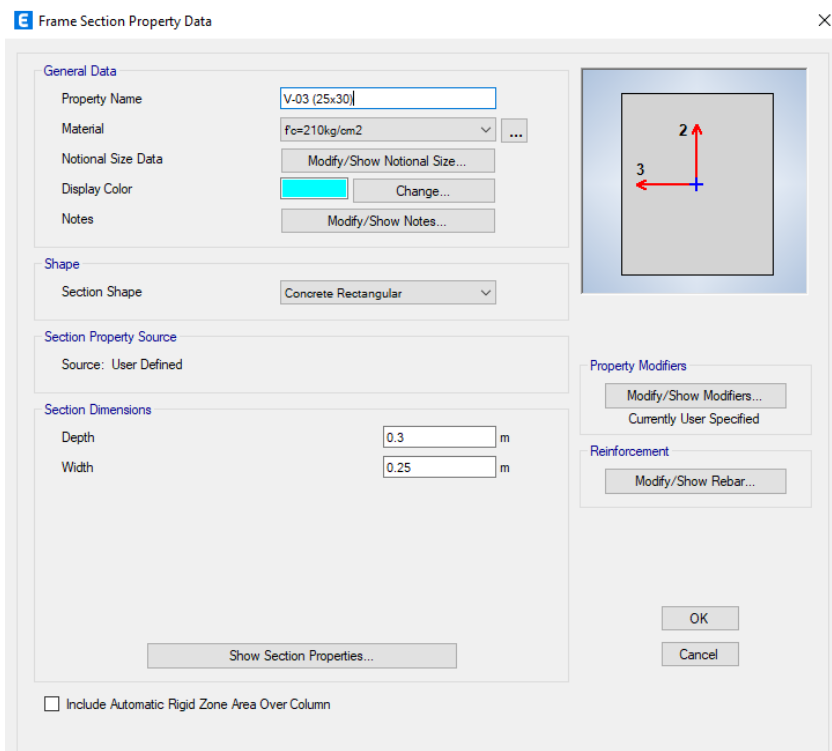 E Frame Section Property Data
General Data
Property Name V-03 (25x30)
Material f'c=210kg/cm2 ...
Notional Size Data Modify/Show Notional Size...
Display Color Change...
Notes Modify/Show Notes...
Shape
Section Shape Concrete Rectangular
Section Property Source
Source: User Defined
Section Dimensions
Depth 0.3 m
Width 0.25 m
Show Section Properties...
Include Automatic Rigid Zone Area Over Column
2
3
Property Modifiers
Modify/Show Modifiers...
Currently User Specified
Reinforcement
Modify/Show Rebar...
OK
Cancel